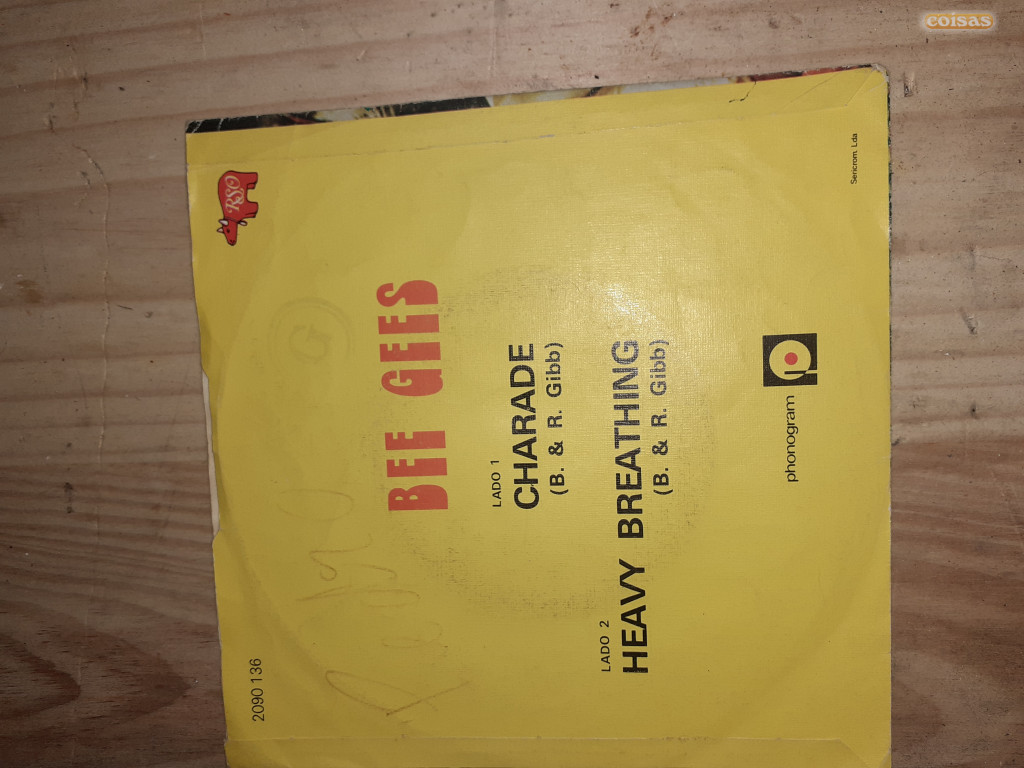 coisas
2090 136
RSO
G
BEE GEES
LADO 1
CHARADE
(B. & R. Gibb)
LADO 2
HEAVY BREATHING
(B. & R. Gibb)
phonogram
Sericrom. Lda